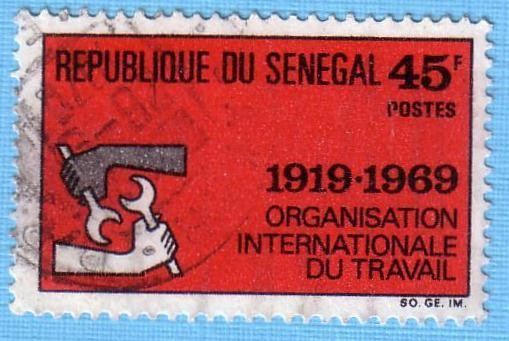 REPUBLIQUE DU SENEGAL 45F
POSTES
1919•1969
ORGANISATION
INTERNATIONALE
DU TRAVAIL
SO. GE. IM.